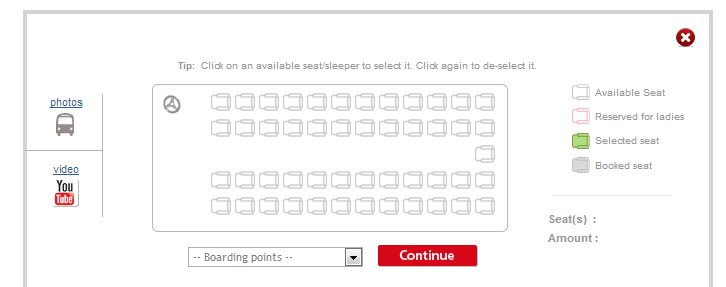 Tip: Click on an available seat/sleeper to select it. Click again to de-select it.
photos
video
You
Tube
Available Seat
Reserved for ladies
Selected seat
Booked seat
Seat(s) :
Amount :
-- Boarding points --
Continue